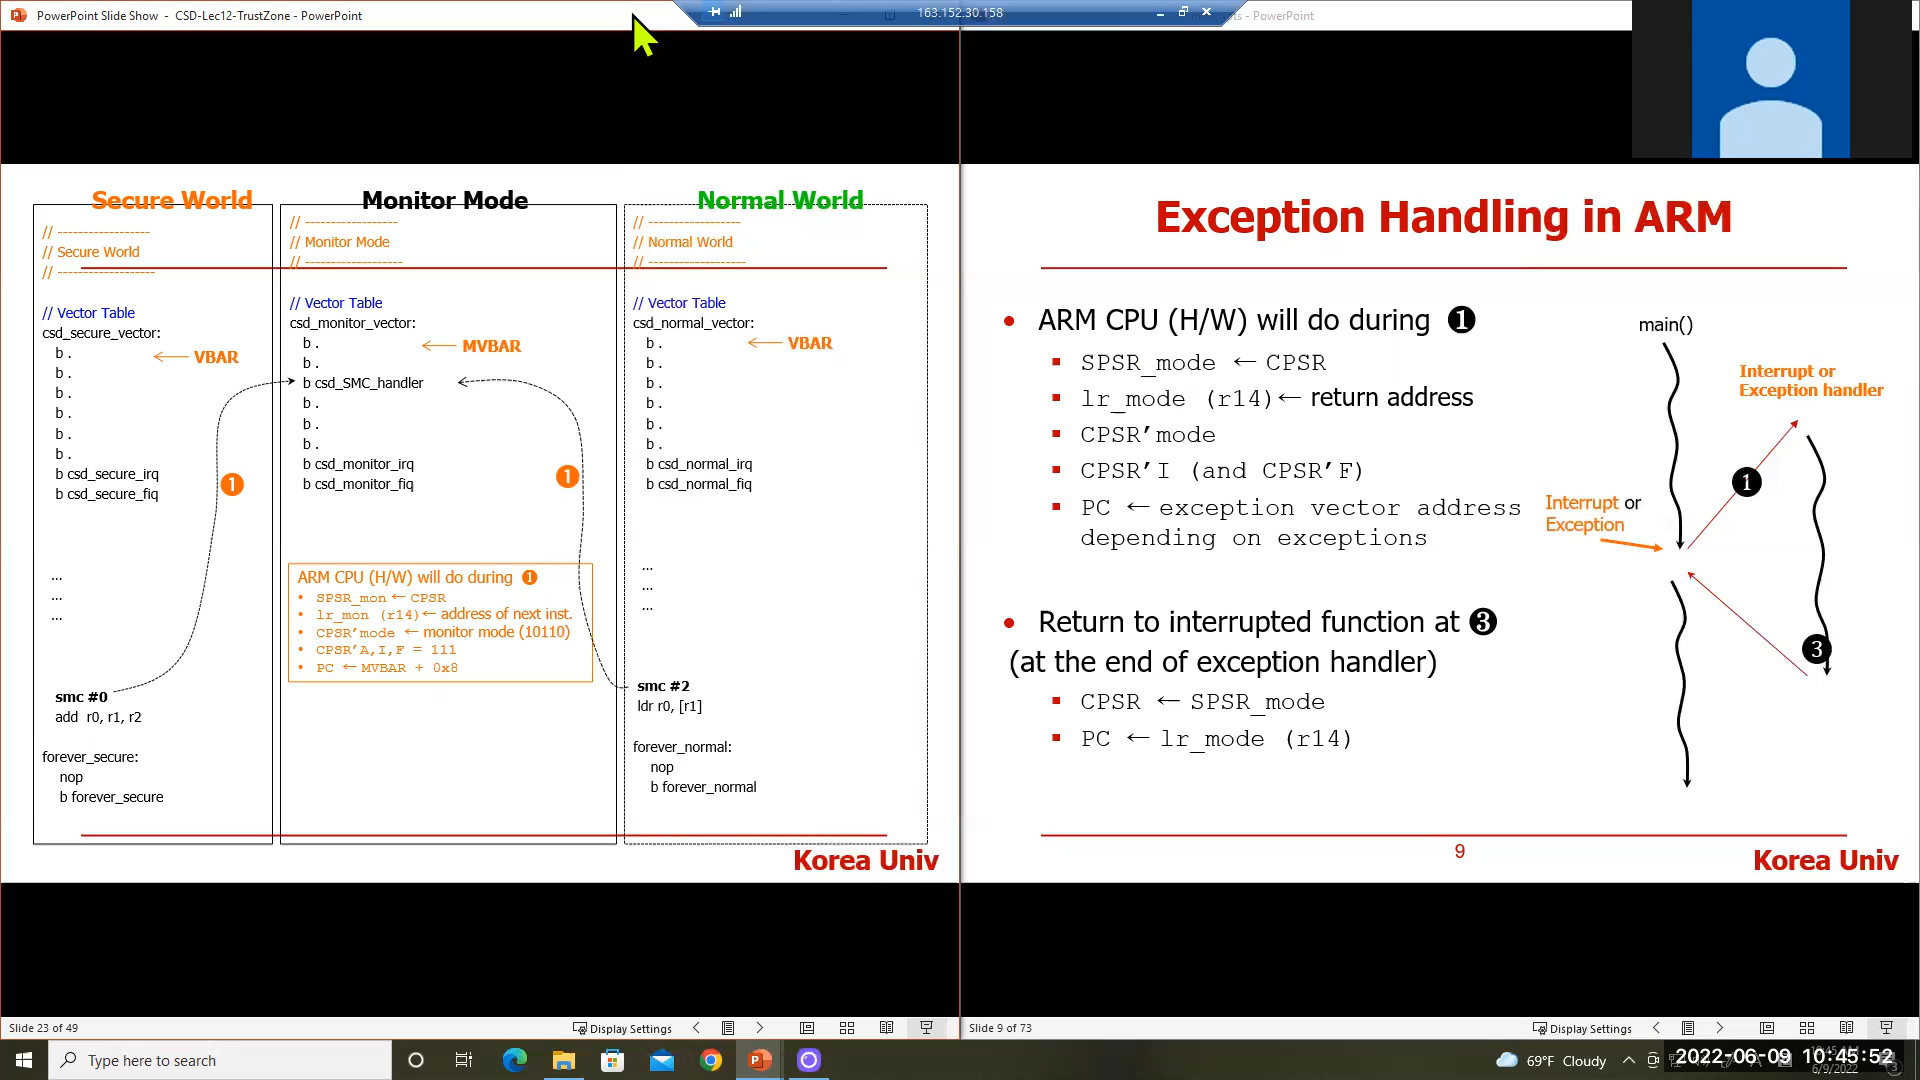 PowerPoint Slide Show - CSD-Lec12-TrustZone - PowerPoint
163.152.30.158
- PowerPoint
Secure World
// ------------------
// Secure World
// -------------------
// Vector Table
csd_secure_vector:
b .
← VBAR
b .
b .
b .
b .
b .
b csd_secure_irq
b csd_secure_fiq
1
...
...
...
smc #0
add r0, r1, r2
forever_secure:
nop
b forever_secure
Monitor Mode
// ------------------
// Monitor Mode
// -------------------
// Vector Table
csd_monitor_vector:
b .
← MVBAR
b .
b csd_SMC_handler
b .
b .
b .
b csd_monitor_irq
b csd_monitor_fiq
1
ARM CPU (H/W) will do during 1
• SPSR_mon ← CPSR
• lr_mon (r14) ← address of next inst.
• CPSR’mode ← monitor mode (10110)
• CPSR’A,I,F = 111
• PC ← MVBAR + 0x8
Normal World
// ------------------
// Normal World
// -------------------
// Vector Table
csd_normal_vector:
b .
← VBAR
b .
b .
b .
b .
b .
b csd_normal_irq
b csd_normal_fiq
...
...
...
smc #2
ldr r0, [r1]
forever_normal:
nop
b forever_normal
Korea Univ
Exception Handling in ARM
• ARM CPU (H/W) will do during 1
SPSR_mode ← CPSR
lr_mode (r14) ← return address
CPSR’mode
CPSR’I (and CPSR’F)
PC ← exception vector address
depending on exceptions
• Return to interrupted function at 3
(at the end of exception handler)
CPSR ← SPSR_mode
PC ← lr_mode (r14)
main()
Interrupt or
Exception handler
1
Interrupt or
Exception
3
9
Korea Univ
Slide 23 of 49
Display Settings
Slide 9 of 73
Display Settings
Type here to search
69°F Cloudy
2022-06-09 10:45:52
6/9/2022